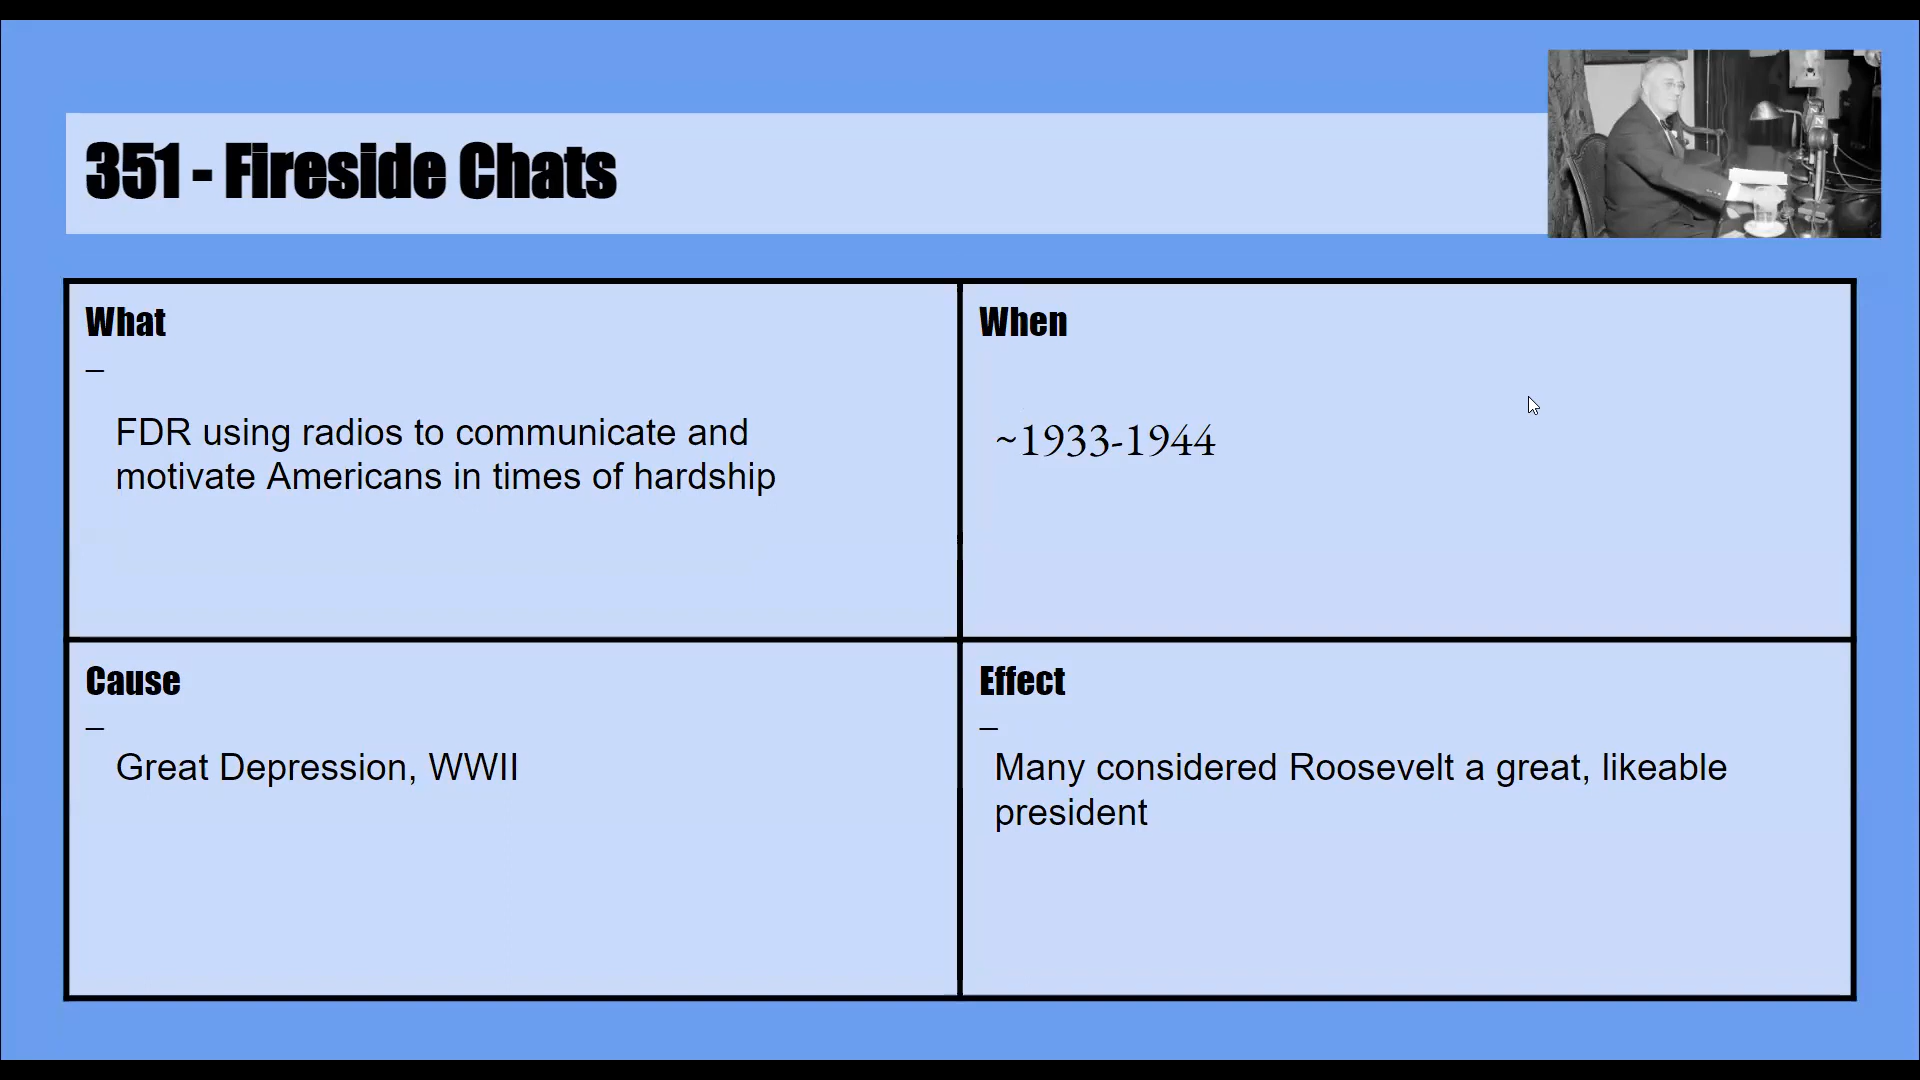 351 - Fireside Chats
What
–
FDR using radios to communicate and
motivate Americans in times of hardship
When
~1933-1944
Cause
–
Great Depression, WWII
Effect
–
Many considered Roosevelt a great, likeable
president